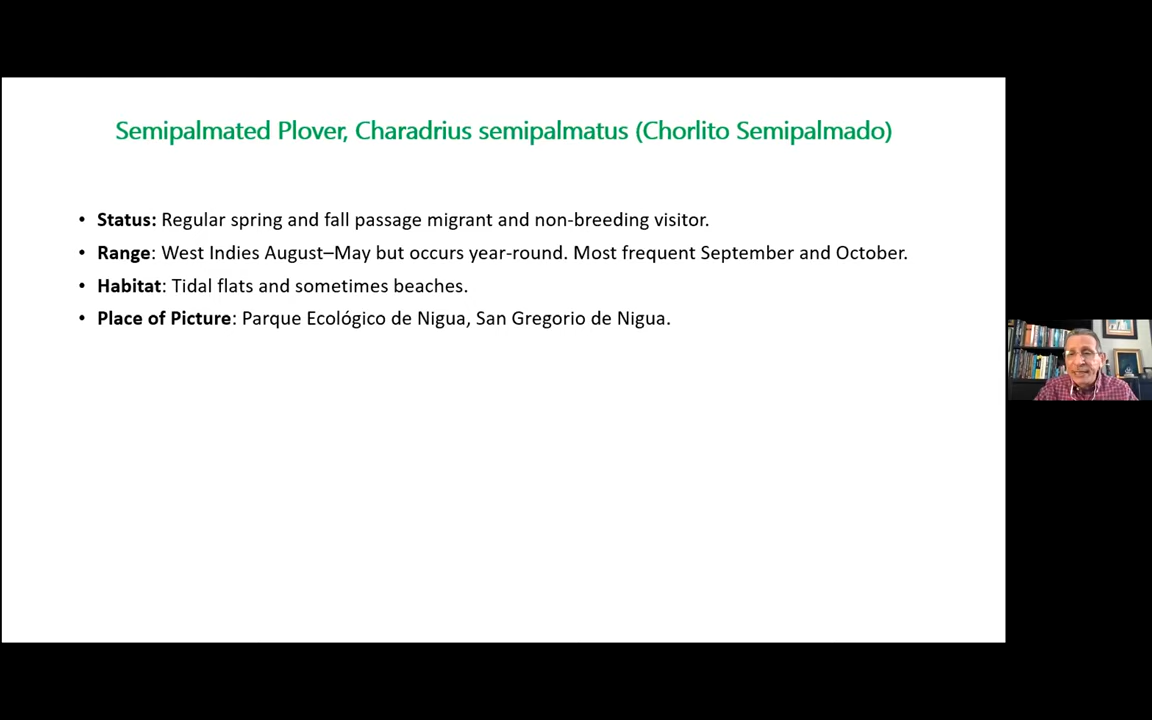 Semipalmated Plover, Charadrius semipalmatus (Chorlito Semipalmado)
• Status: Regular spring and fall passage migrant and non-breeding visitor.
• Range: West Indies August–May but occurs year-round. Most frequent September and October.
• Habitat: Tidal flats and sometimes beaches.
• Place of Picture: Parque Ecológico de Nigua, San Gregorio de Nigua.